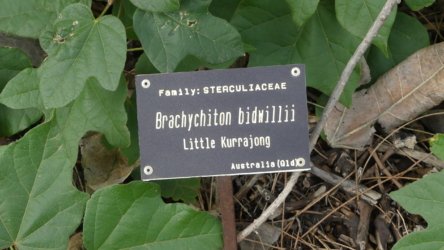 Family: STERCULIACEAE
Brachychiton bidwillii
Little Kurrajong
Australia(Qld)